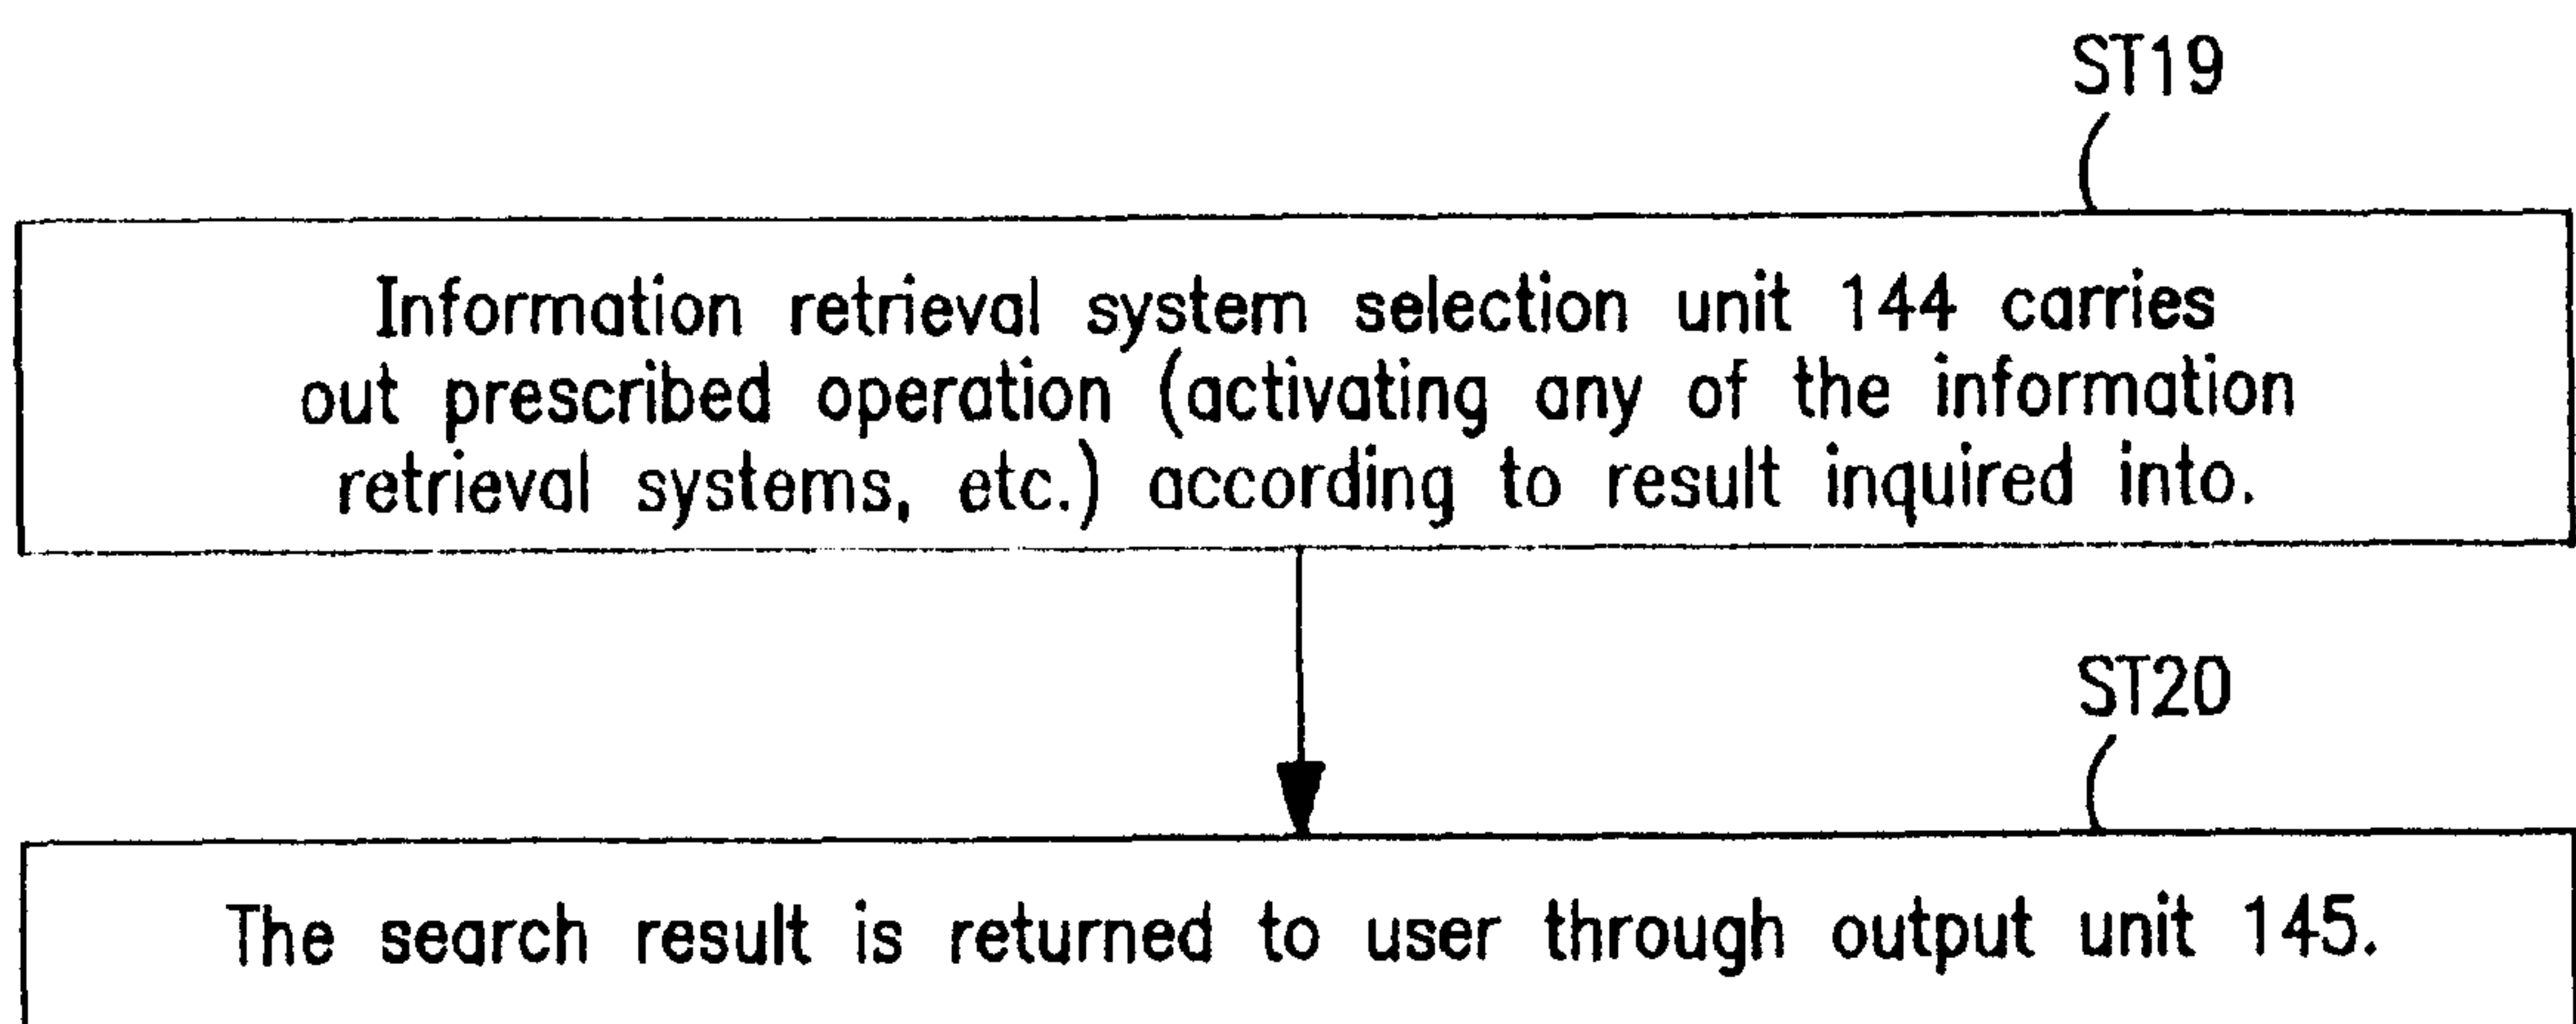 ST19
Information retrieval system selection unit 144 carries
out prescribed operation (activating any of the information
retrieval systems, etc.) according to result inquired into.
ST20
The search result is returned to user through output unit 145.